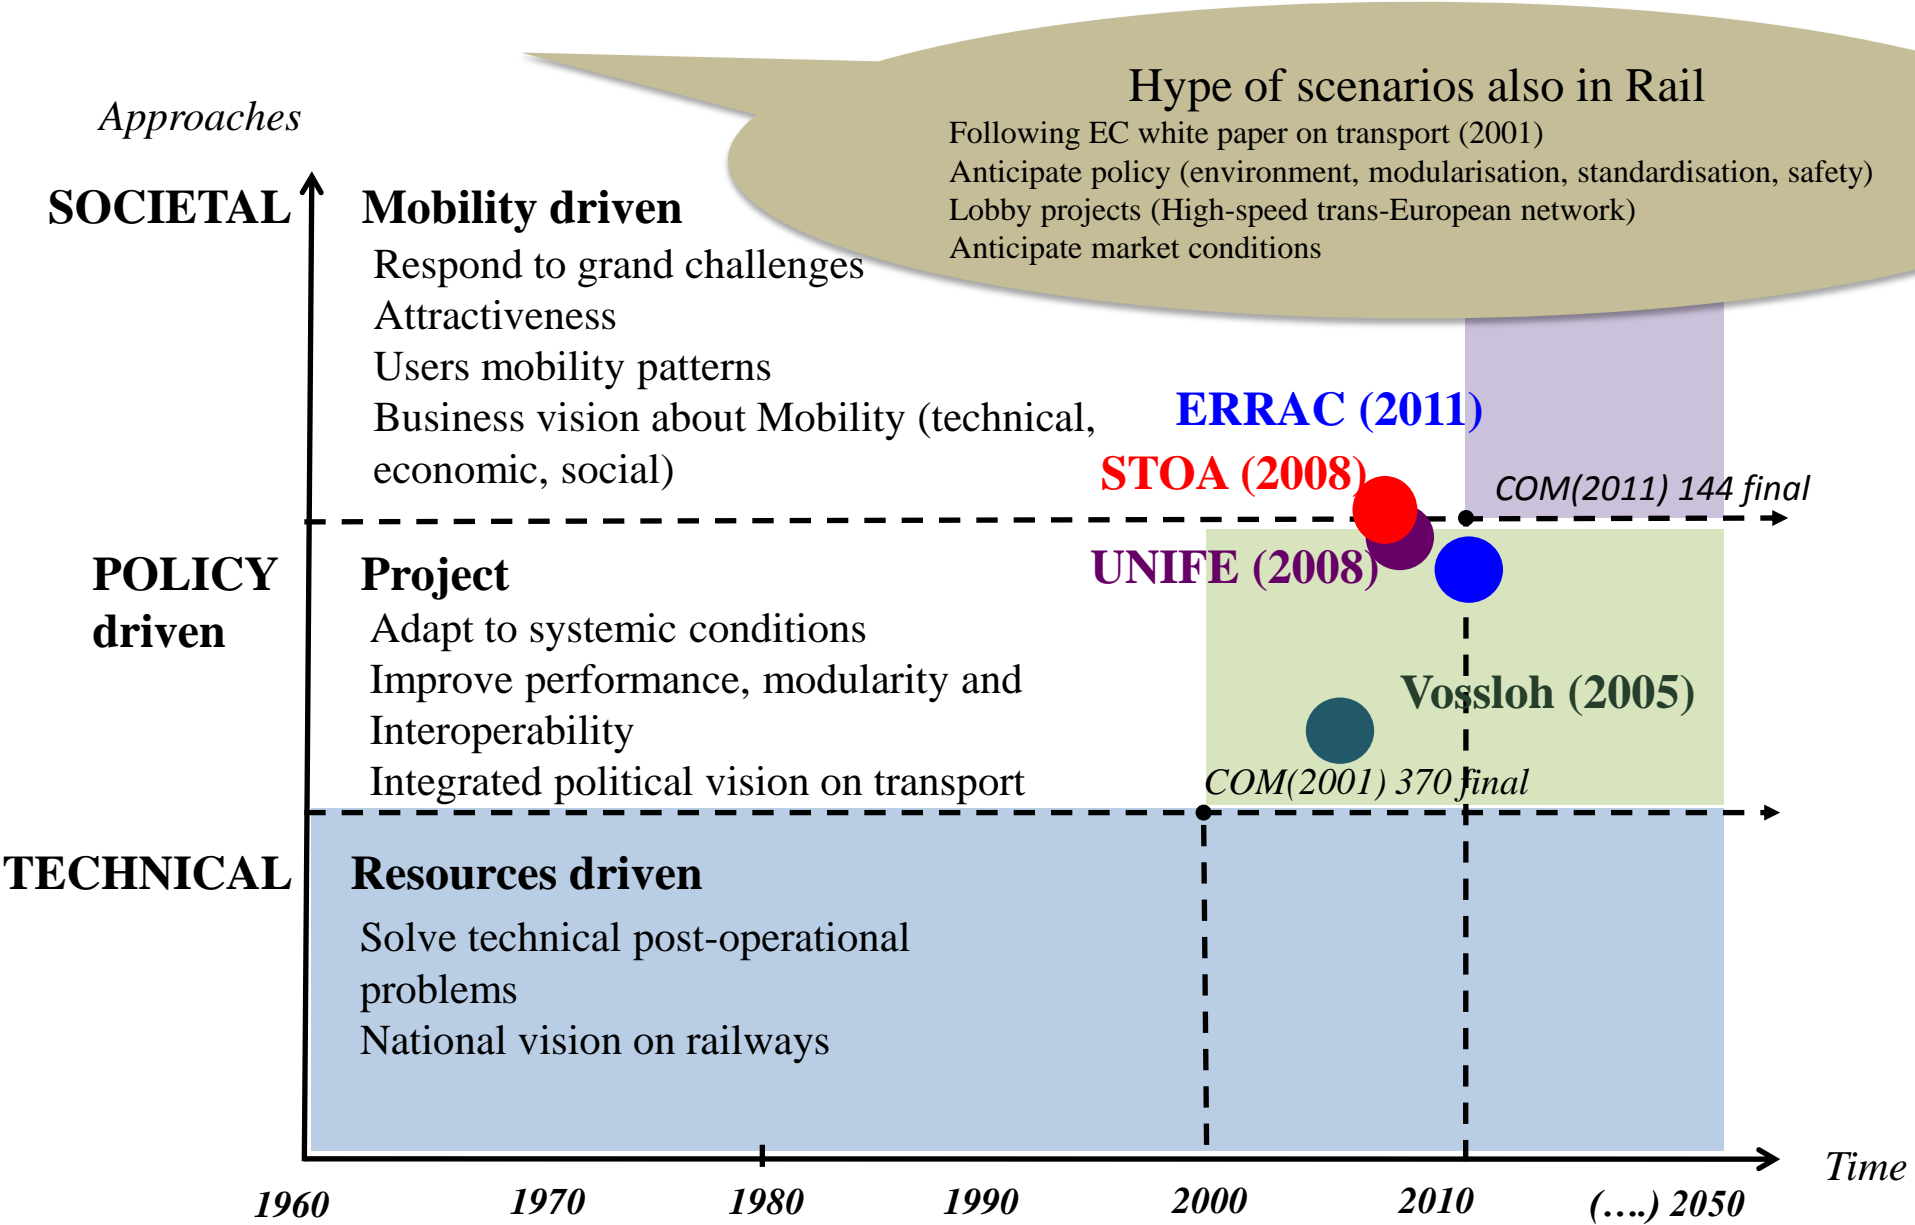 Hype of scenarios also in Rail
Following EC white paper on transport (2001)
Anticipate policy (environment, modularisation, standardisation, safety)
Lobby projects (High-speed trans-European network)
Anticipate market conditions
Approaches
SOCIETAL
Mobility driven
Respond to grand challenges
Attractiveness
Users mobility patterns
Business vision about Mobility (technical,
economic, social)
ERRAC (2011)
STOA (2008)
COM(2011) 144 final
UNIFE (2008)
POLICY
driven
Project
Adapt to systemic conditions
Improve performance, modularity and
Interoperability
Integrated political vision on transport
Vossloh (2005)
COM(2001) 370 final
TECHNICAL
Resources driven
Solve technical post-operational
problems
National vision on railways
Time
1960 1970 1980 1990 2000 2010 (....) 2050